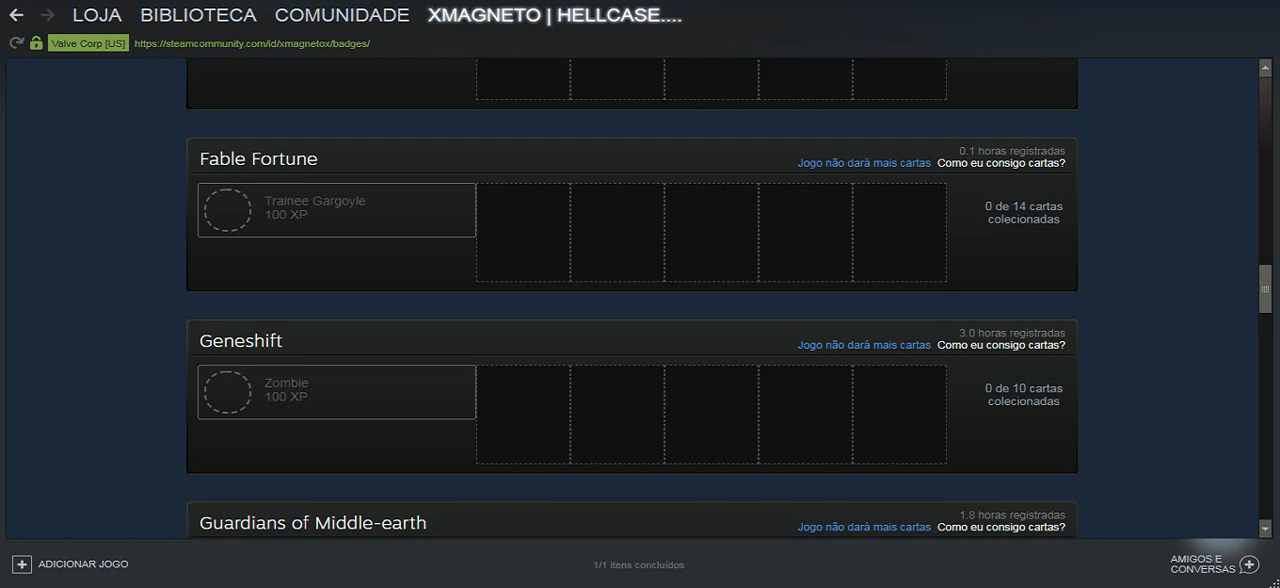 LOJA BIBLIOTECA COMUNIDADE XMAGNETO | HELLCASE....
Valve Corp [US] https://steamcommunity.com/id/xmagnetox/badges/
Fable Fortune
0.1 horas registradas
Jogo não dará mais cartas Como eu consigo cartas?
Trainee Gargoyle
100 XP
0 de 14 cartas
colecionadas
Geneshift
3.0 horas registradas
Jogo não dará mais cartas Como eu consigo cartas?
Zombie
100 XP
0 de 10 cartas
colecionadas
Guardians of Middle-earth
1.8 horas registradas
Jogo não dará mais cartas Como eu consigo cartas?
ADICIONAR JOGO
1/1 itens concluídos
AMIGOS E
CONVERSAS